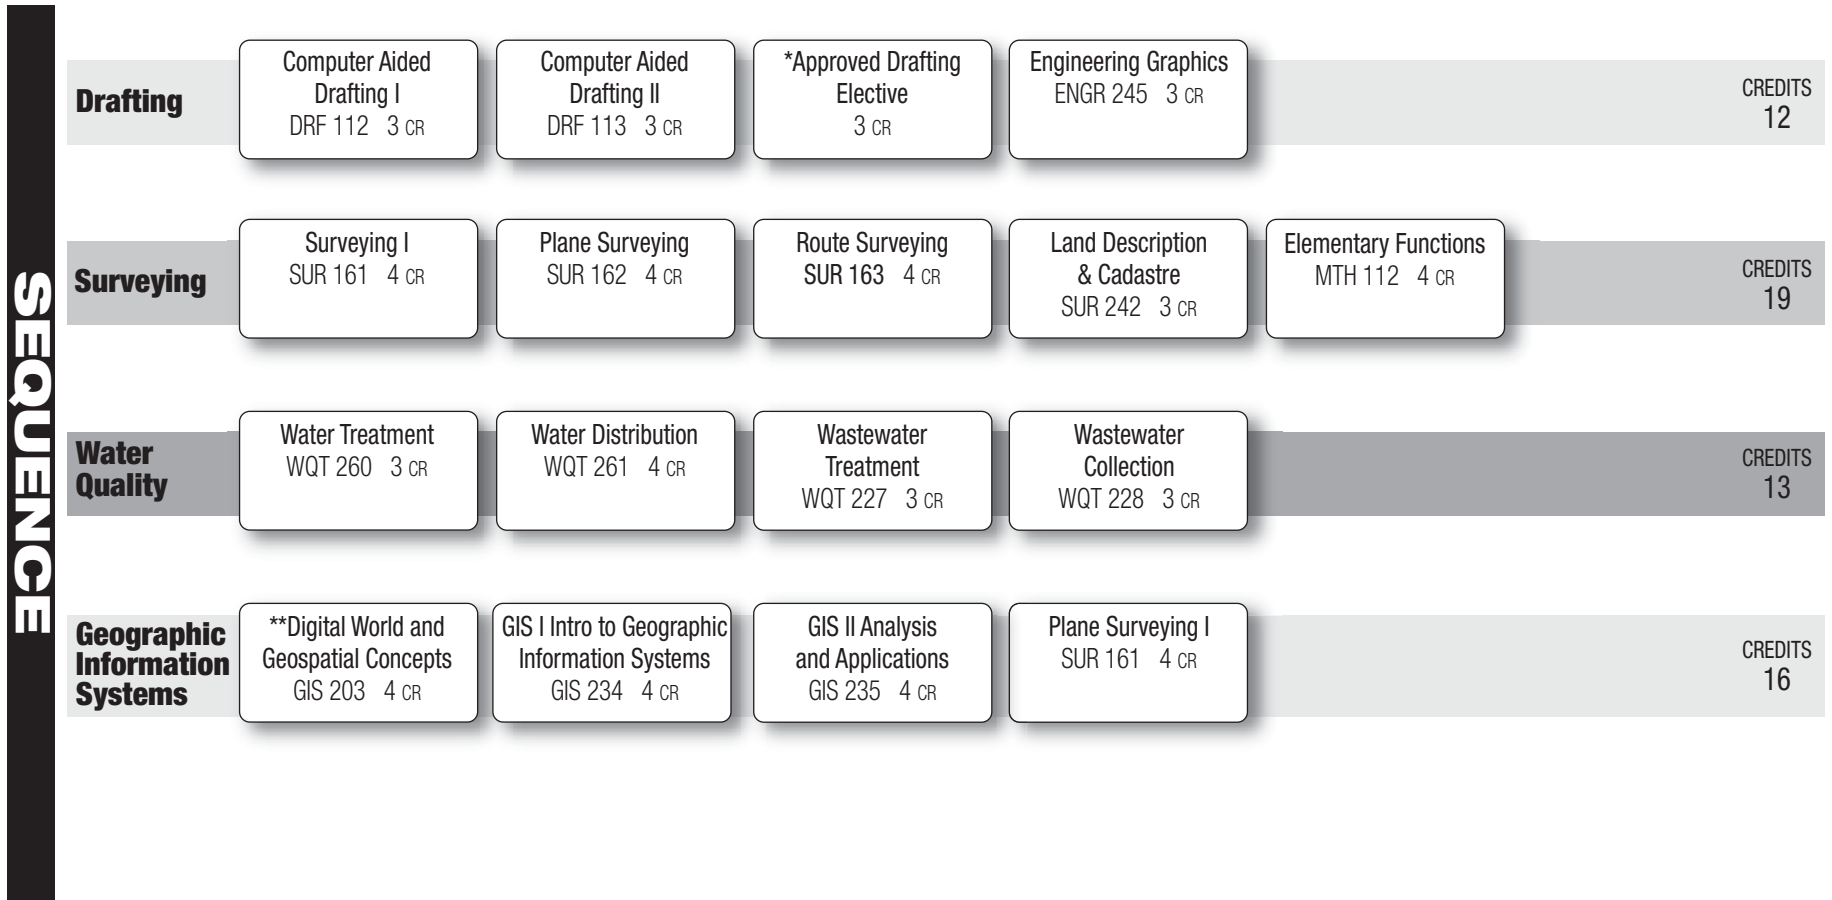 SEQUENCE
Drafting
Computer Aided
Drafting I
DRF 112 3 CR
Computer Aided
Drafting II
DRF 113 3 CR
*Approved Drafting
Elective
3 CR
Engineering Graphics
ENGR 245 3 CR
CREDITS
12
Surveying
Surveying I
SUR 161 4 CR
Plane Surveying
SUR 162 4 CR
Route Surveying
SUR 163 4 CR
Land Description
& Cadastre
SUR 242 3 CR
Elementary Functions
MTH 112 4 CR
CREDITS
19
Water
Quality
Water Treatment
WQT 260 3 CR
Water Distribution
WQT 261 4 CR
Wastewater
Treatment
WQT 227 3 CR
Wastewater
Collection
WQT 228 3 CR
CREDITS
13
Geographic
Information
Systems
**Digital World and
Geospatial Concepts
GIS 203 4 CR
GIS I Intro to Geographic
Information Systems
GIS 234 4 CR
GIS II Analysis
and Applications
GIS 235 4 CR
Plane Surveying I
SUR 161 4 CR
CREDITS
16